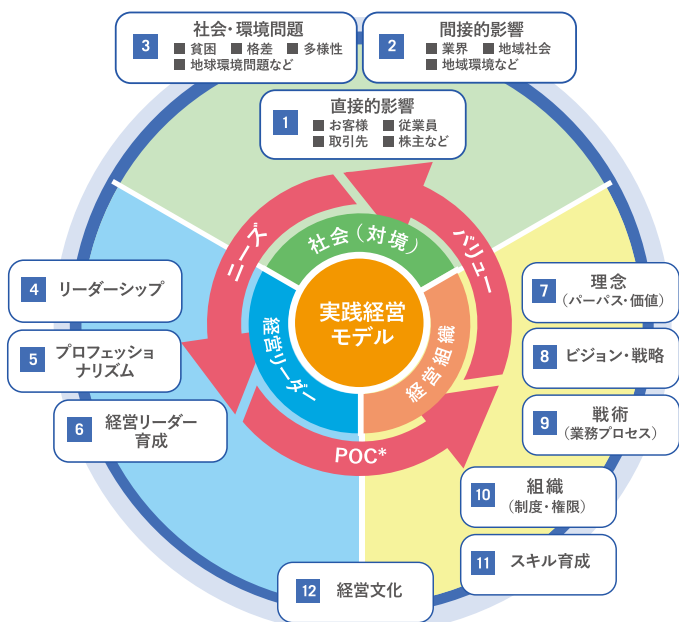 3
社会・環境問題
■ 貧困 ■ 格差 ■ 多様性
■ 地球環境問題など
2
間接的影響
■ 業界 ■ 地域社会
■ 地域環境など
1
直接的影響
■ お客様 ■ 従業員
■ 取引先 ■ 株主など
ニーズ
社会（対境）
バリュー
実践経営
モデル
経営リーダー
経営組織
POC*
4 リーダーシップ
5
プロフェッショ
ナリズム
6
経営リーダー
育成
7
理念
（パーパス・価値）
8 ビジョン・戦略
9
戦術
（業務プロセス）
10
組織
（制度・権限）
11 スキル育成
12 経営文化